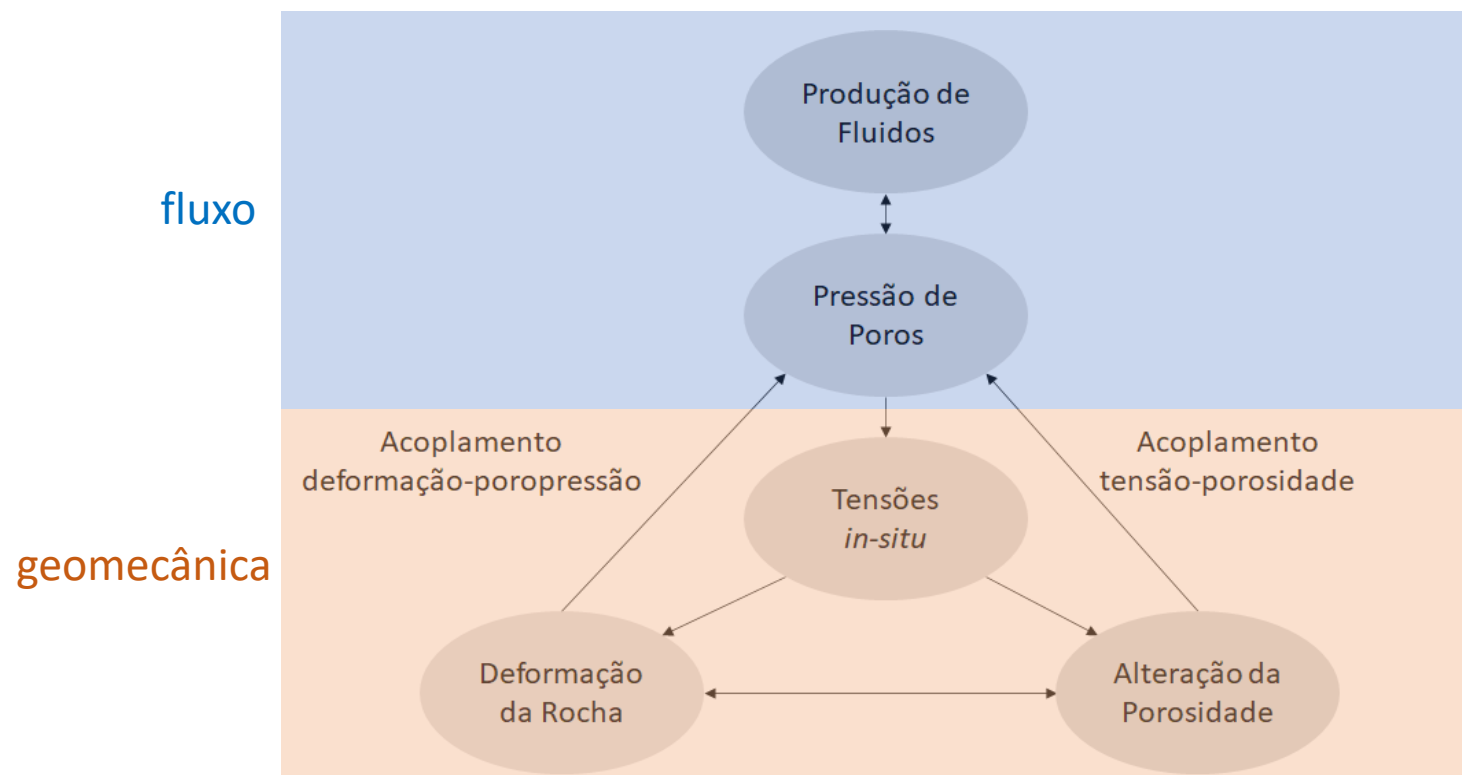 Produção de
Fluidos
fluxo
Pressão de
Poros
Acoplamento
deformação-poropressão
Acoplamento
tensão-porosidade
Tensões
in-situ
geomecânica
Deformação
da Rocha
Alteração da
Porosidade